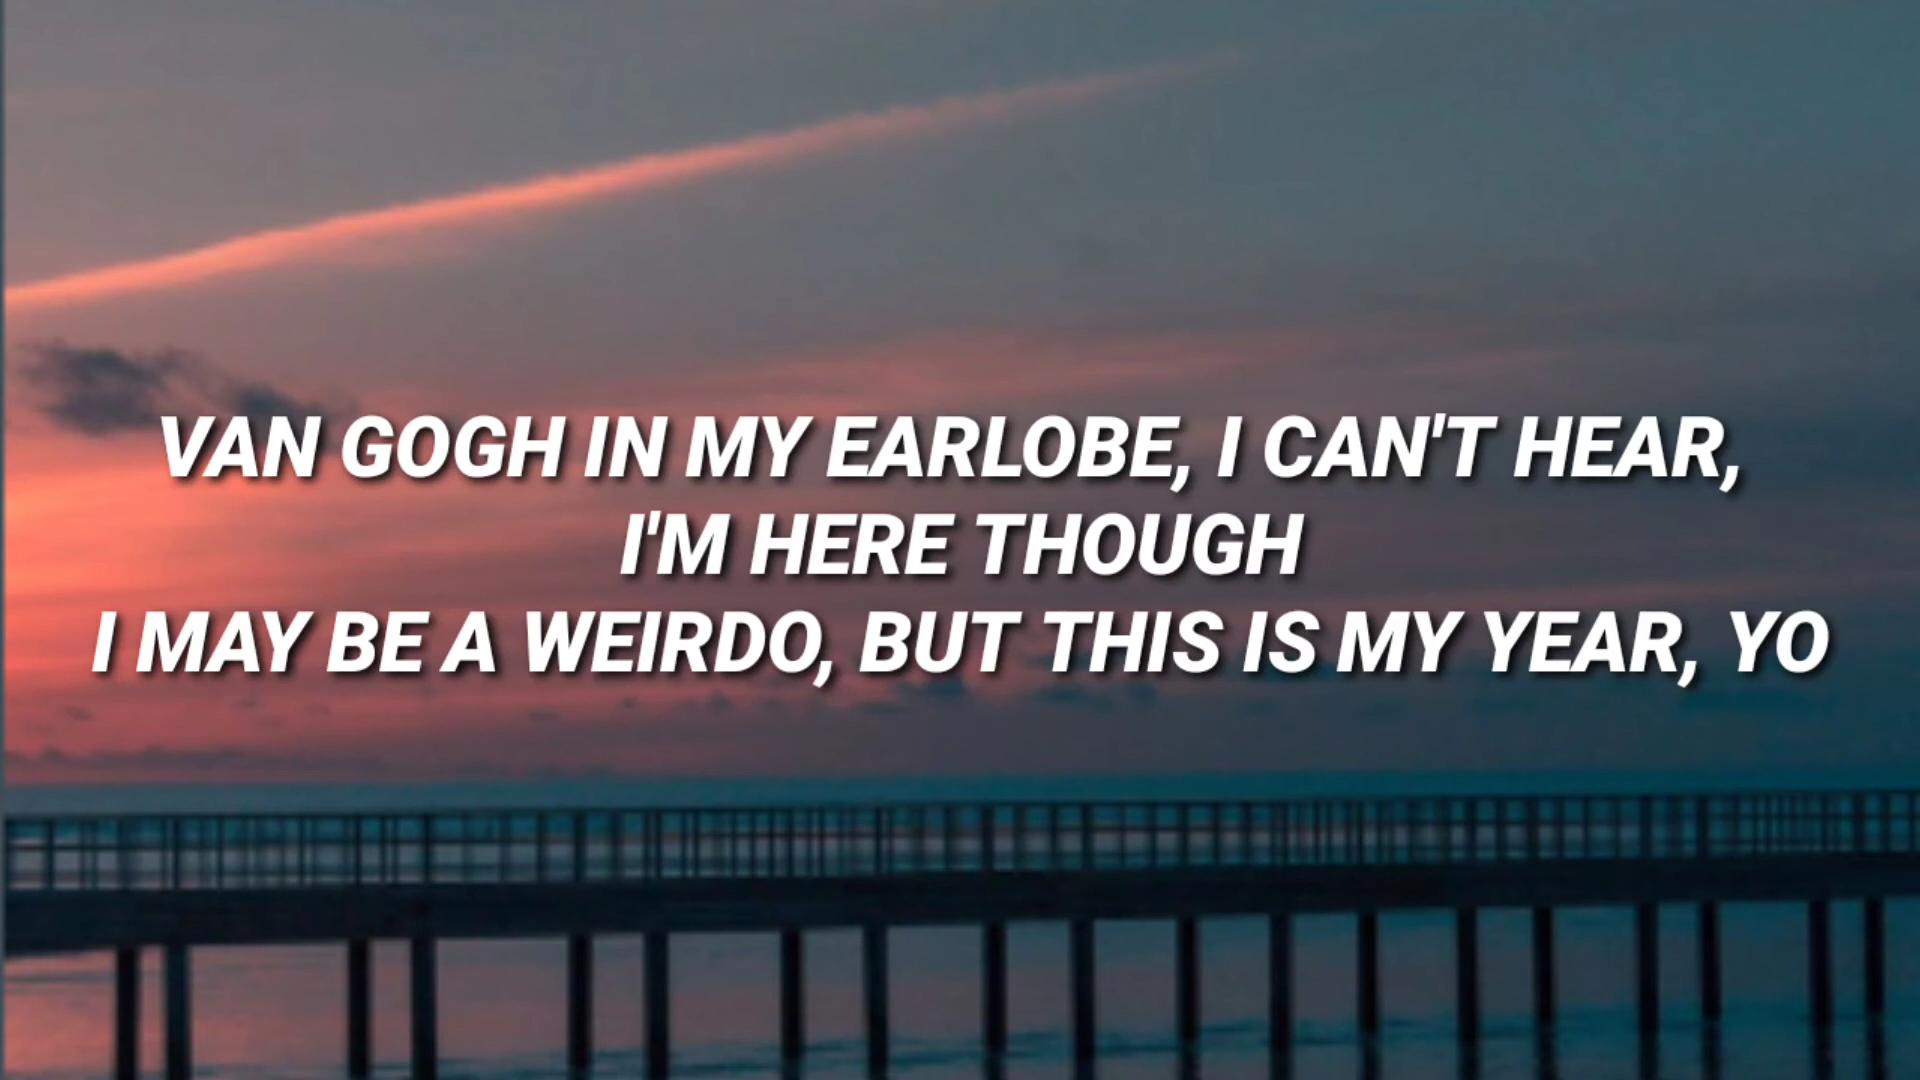 VAN GOGH IN MY EARLOBE, I CAN'T HEAR,
I'M HERE THOUGH
I MAY BE A WEIRDO, BUT THIS IS MY YEAR, YO